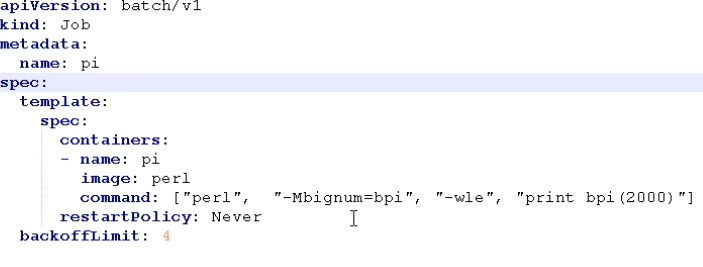 apiVersion: batch/v1
kind: Job
metadata:
  name: pi
spec:
  template:
    spec:
      containers:
      - name: pi
        image: perl
        command: ["perl",  "-Mbignum=bpi", "-wle", "print bpi(2000)"]
      restartPolicy: Never
  backoffLimit: 4